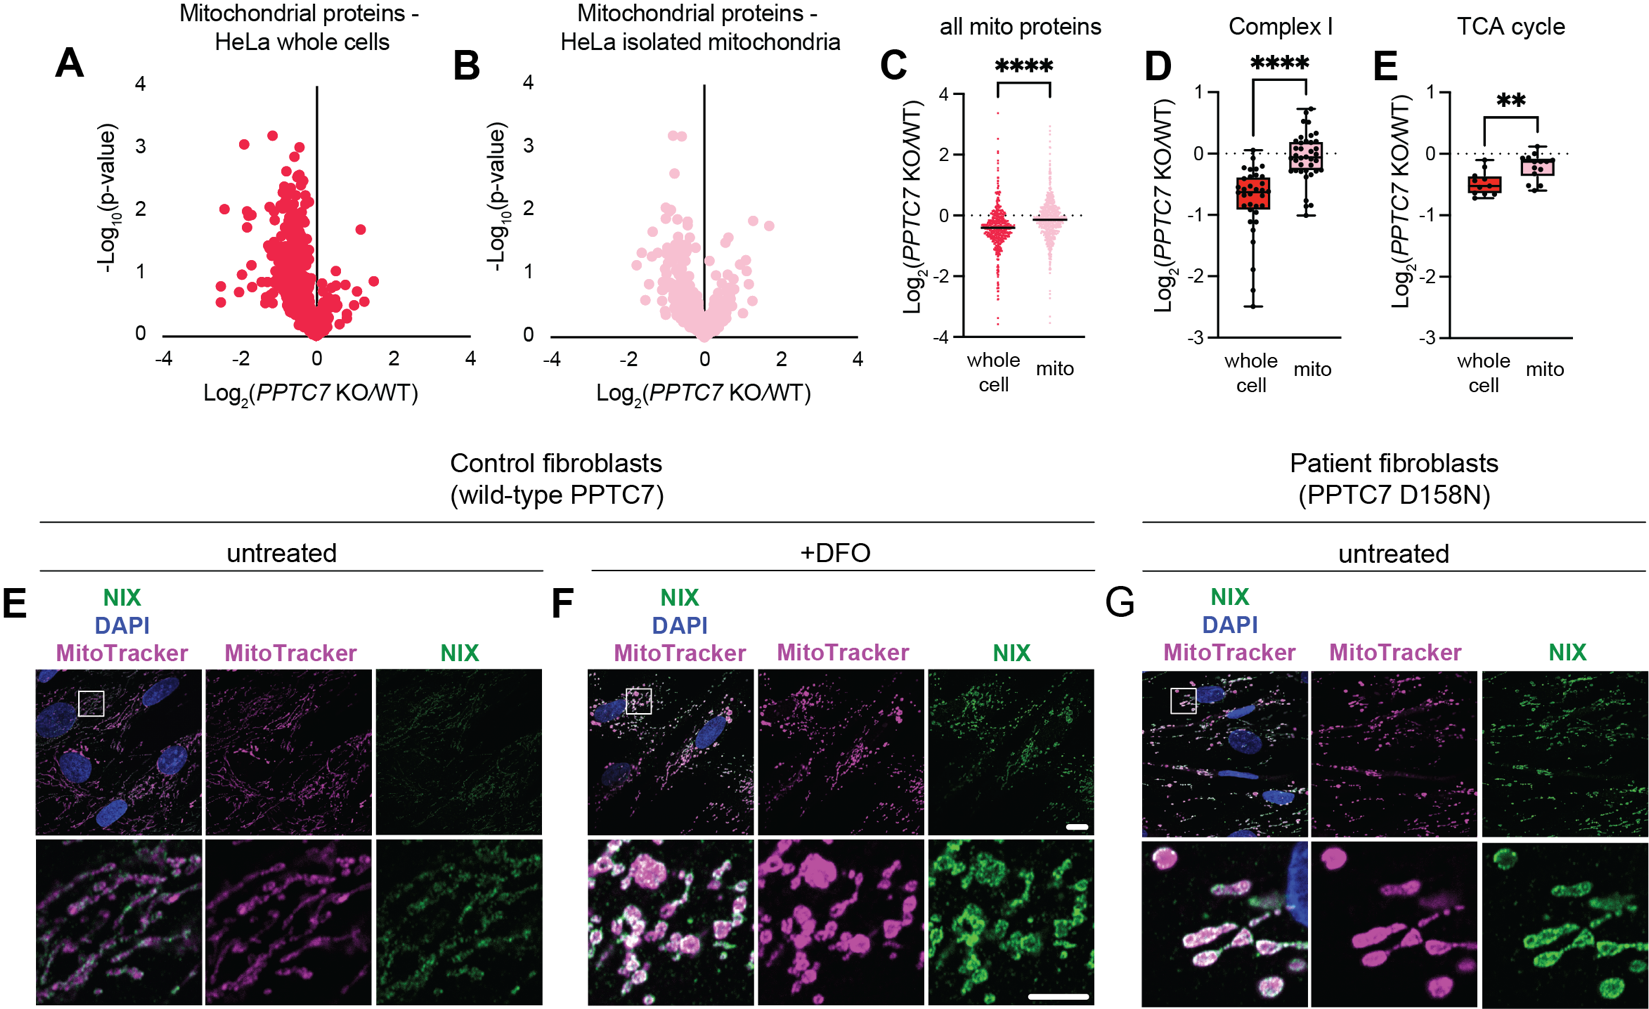 Mitochondrial proteins -
HeLa whole cells
A
4
3
2
1
0
-Log10(p-value)
-4 -2 0 2 4
Log2(PPTC7 KO/WT)
Mitochondrial proteins -
HeLa isolated mitochondria
B
4
3
2
1
0
-Log10(p-value)
-4 -2 0 2 4
Log2(PPTC7 KO/WT)
all mito proteins
C
****
4
2
0
-2
-4
Log2(PPTC7 KO/WT)
whole
cell
mito
Complex I
D
****
1
0
-1
-2
-3
Log2(PPTC7 KO/WT)
whole
cell
mito
TCA cycle
E
**
1
0
-1
-2
-3
Log2(PPTC7 KO/WT)
whole
cell
mito
Control fibroblasts
(wild-type PPTC7)
Patient fibroblasts
(PPTC7 D158N)
untreated
+DFO
untreated
E
NIX
DAPI
MitoTracker
MitoTracker
NIX
F
NIX
DAPI
MitoTracker
MitoTracker
NIX
G
NIX
DAPI
MitoTracker
MitoTracker
NIX